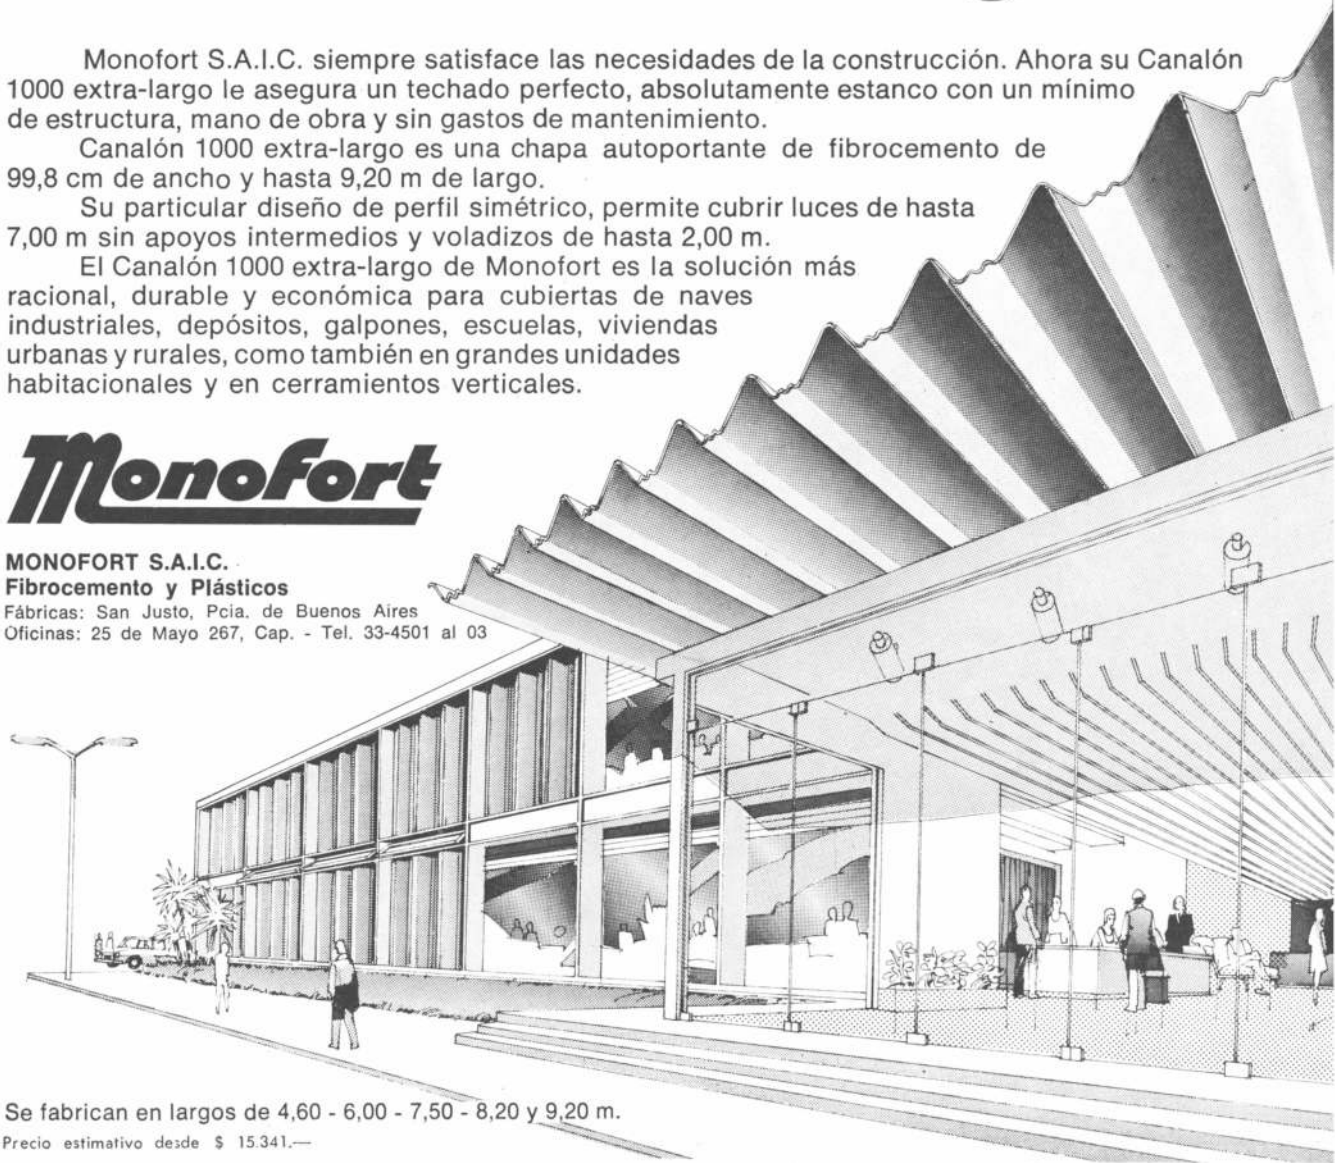 Monofort S.A.I.C. siempre satisface las necesidades de la construcción. Ahora su Canalón
1000 extra-largo le asegura un techado perfecto, absolutamente estanco con un mínimo
de estructura, mano de obra y sin gastos de mantenimiento.
Canalón 1000 extra-largo es una chapa autoportante de fibrocemento de
99,8 cm de ancho y hasta 9,20 m de largo.
Su particular diseño de perfil simétrico, permite cubrir luces de hasta
7,00 m sin apoyos intermedios y voladizos de hasta 2,00 m.
El Canalón 1000 extra-largo de Monofort es la solución más
racional, durable y económica para cubiertas de naves
industriales, depósitos, galpones, escuelas, viviendas
urbanas y rurales, como también en grandes unidades
habitacionales y en cerramientos verticales.
Monofort
MONOFORT S.A.I.C.
Fibrocemento y Plásticos
Fábricas: San Justo, Pcia. de Buenos Aires
Oficinas: 25 de Mayo 267, Cap. - Tel. 33-4501 al 03
Se fabrican en largos de 4,60 - 6,00 - 7,50 - 8,20 y 9,20 m.
Precio estimativo desde $ 15.341.—